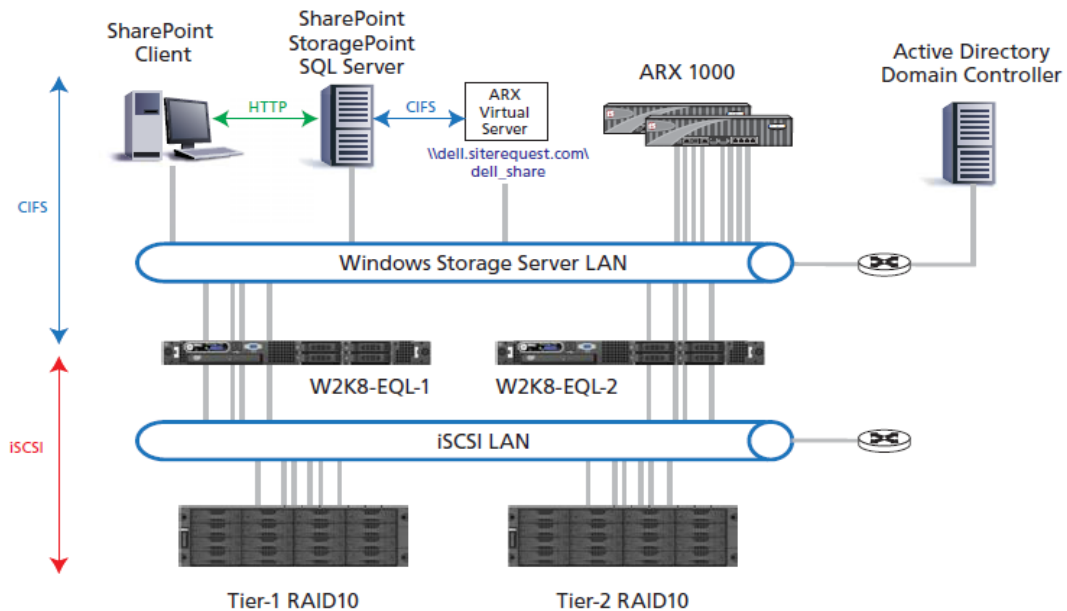 SharePoint
Client
SharePoint
StoragePoint
SQL Server
ARX 1000
Active Directory
Domain Controller
HTTP
CIFS
ARX
Virtual
Server
\\dell.siterequest.com\
dell_share
CIFS
Windows Storage Server LAN
W2K8-EQL-1
W2K8-EQL-2
iSCSI
iSCSI LAN
Tier-1 RAID10
Tier-2 RAID10